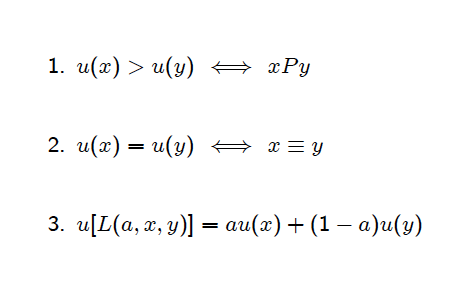 1. u(x) > u(y) ⟺ xPy
2. u(x) = u(y) ⟺ x ≡ y
3. u[L(a, x, y)] = au(x) + (1 − a)u(y)